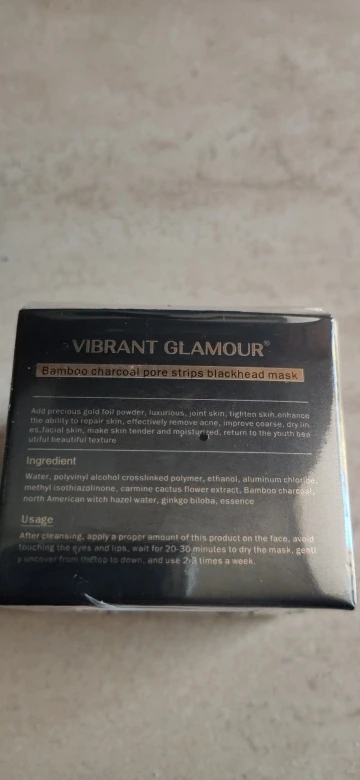 VIBRANT GLAMOUR®
Bamboo charcoal pore strips blackhead mask
Add precious gold foil powder, luxurious, joint skin, tighten skin,enhance
the ability to repair skin, effectively remove acne, improve coarse, dry lin
es,facial skin, make skin tender and moisturized, return to the youth bea
utiful beautiful texture
Ingredient
Water, polyvinyl alcohol crosslinked polymer, ethanol, aluminum chloride,
methyl isothiazolinone, carmine cactus flower extract, Bamboo charcoal,
north American witch hazel water, ginkgo biloba, essence
Usage
After cleansing, apply a proper amount of this product on the face, avoid
touching the eyes and lips, wait for 20-30 minutes to dry the mask, gentl
y uncover from the top to down, and use 2-3 times a week.